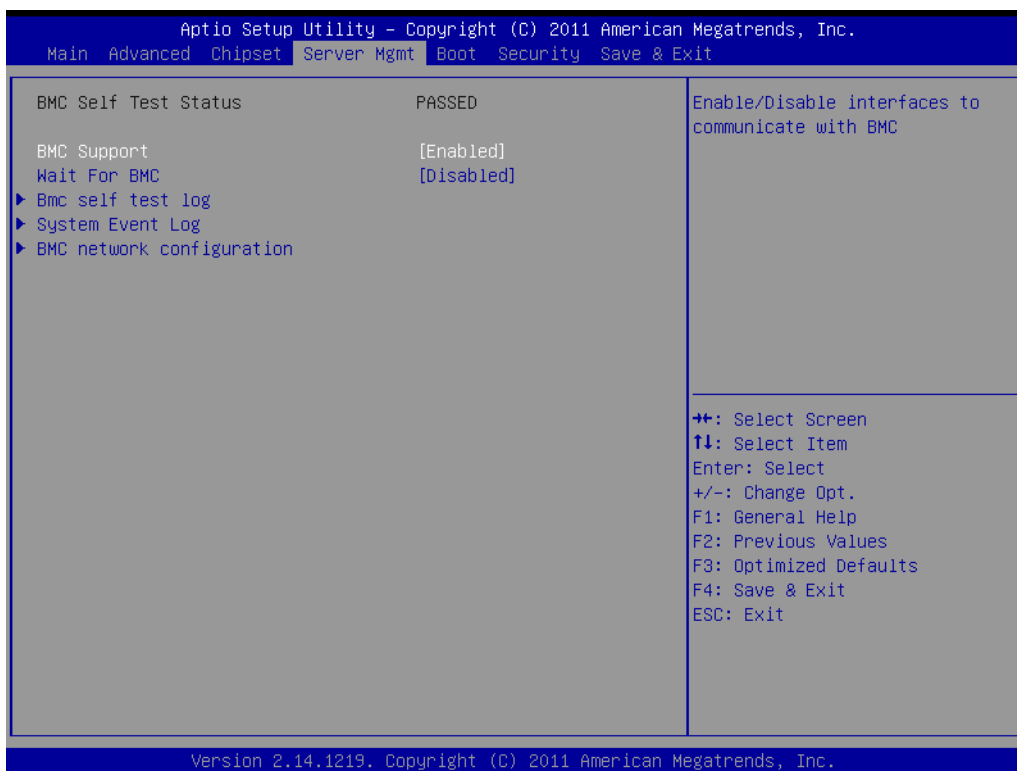 Aptio Setup Utility – Copyright (C) 2011 American Megatrends, Inc.
Main Advanced Chipset Server Mgmt Boot Security Save & Exit
BMC Self Test Status PASSED
BMC Support [Enabled]
Wait For BMC [Disabled]
▶ Bmc self test log
▶ System Event Log
▶ BMC network configuration
Enable/Disable interfaces to
communicate with BMC
→←: Select Screen
↑↓: Select Item
Enter: Select
+/-: Change Opt.
F1: General Help
F2: Previous Values
F3: Optimized Defaults
F4: Save & Exit
ESC: Exit
Version 2.14.1219. Copyright (C) 2011 American Megatrends, Inc.